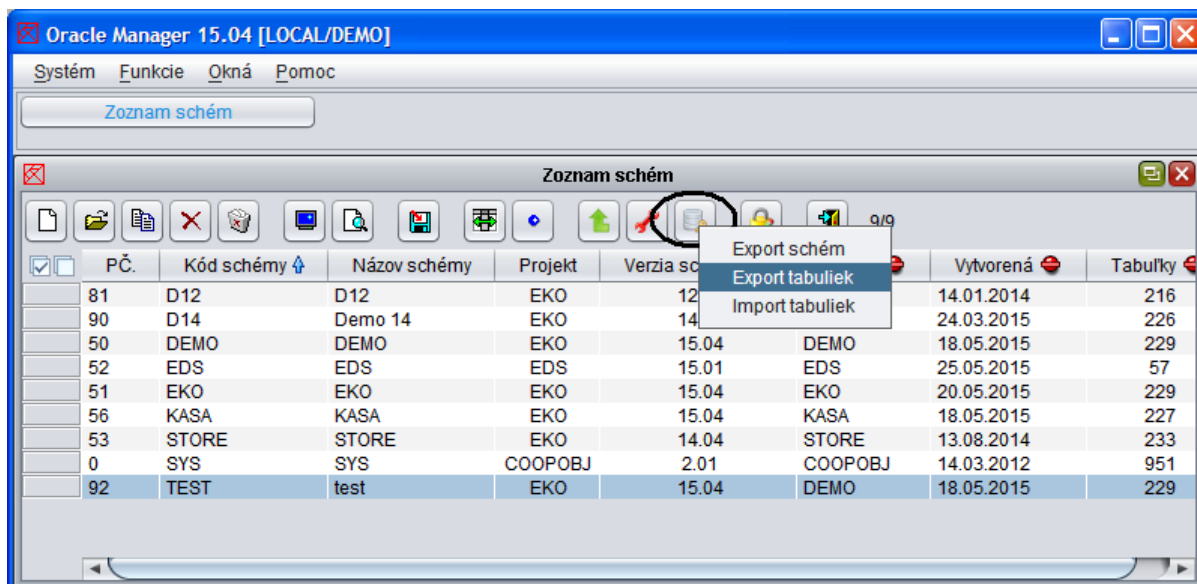 Oracle Manager 15.04 [LOCAL/DEMO]
Systém Funkcie Okná Pomoc
Zoznam schém
Zoznam schém
9/9
Export schém
Export tabuliek
Import tabuliek
PČ. Kód schémy Názov schémy Projekt Verzia sc Vytvorená Tabuľky
81 D12 D12 EKO 12 14.01.2014 216
90 D14 Demo 14 EKO 14 24.03.2015 226
50 DEMO DEMO EKO 15.04 DEMO 18.05.2015 229
52 EDS EDS EDS 15.01 EDS 25.05.2015 57
51 EKO EKO EKO 15.04 EKO 20.05.2015 229
56 KASA KASA EKO 15.04 KASA 18.05.2015 227
53 STORE STORE EKO 14.04 STORE 13.08.2014 233
0 SYS SYS COOPOBJ 2.01 COOPOBJ 14.03.2012 951
92 TEST test EKO 15.04 DEMO 18.05.2015 229